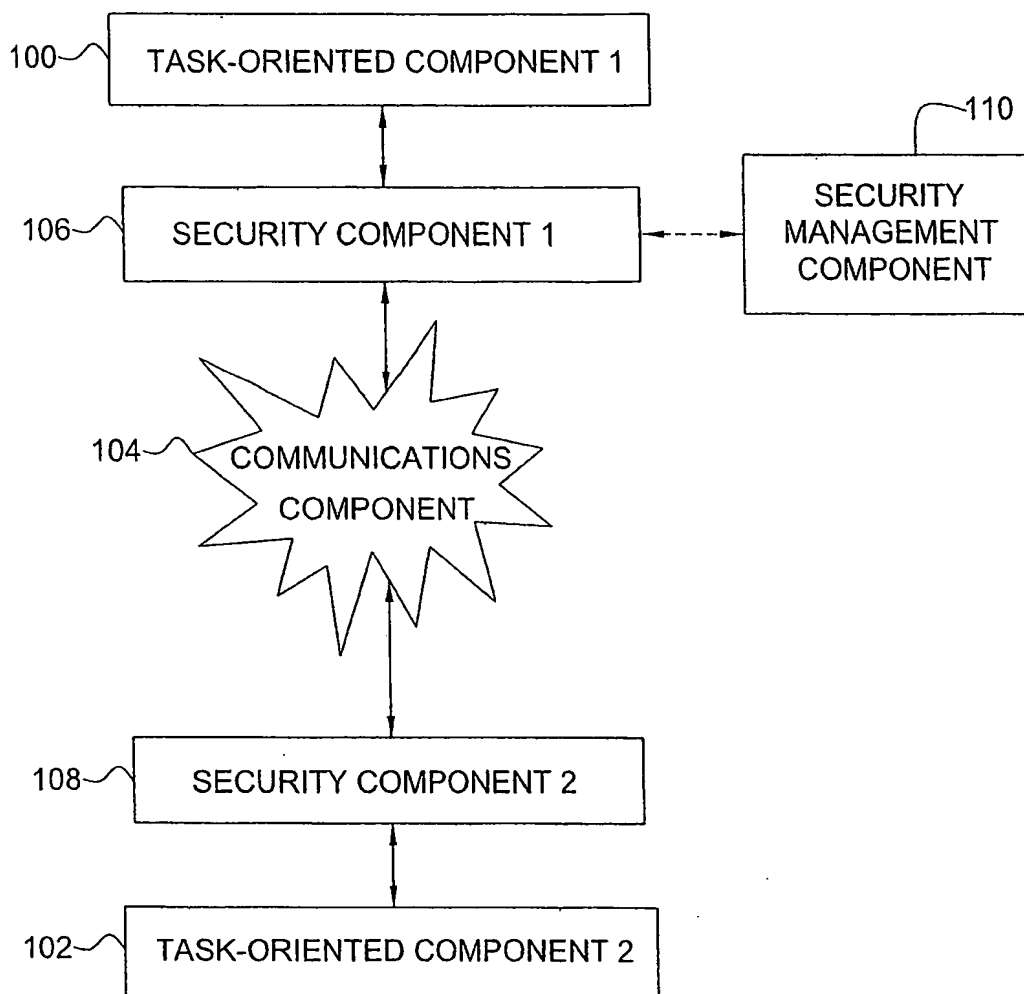 100
TASK-ORIENTED COMPONENT 1
110
106
SECURITY COMPONENT 1
SECURITY
MANAGEMENT
COMPONENT
104
COMMUNICATIONS
COMPONENT
108
SECURITY COMPONENT 2
102
TASK-ORIENTED COMPONENT 2